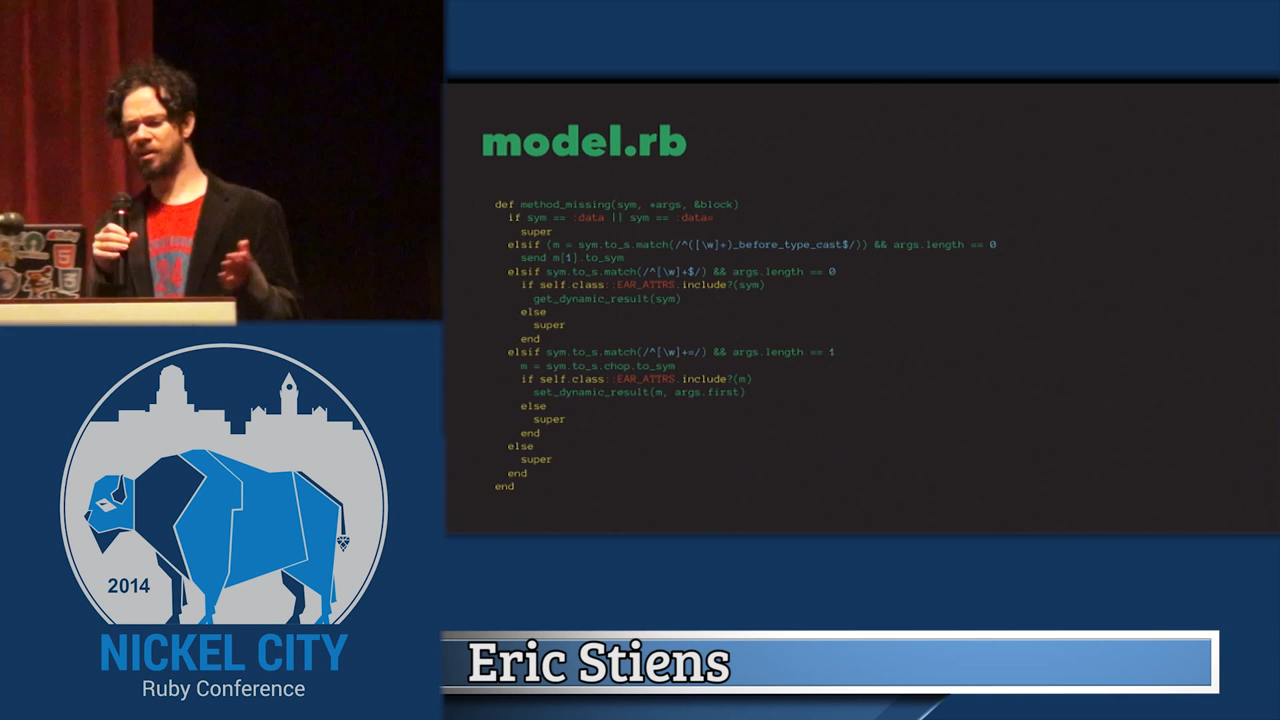 model.rb
def method_missing(sym, *args, &block)
if sym == :data || sym == :data=
super
elsif (m = sym.to_s.match(/^([\w]+)_before_type_cast$/)) && args.length == 0
send m[1].to_sym
elsif sym.to_s.match(/^[\w]+$/) && args.length == 0
if self.class::EAR_ATTRS.include?(sym)
get_dynamic_result(sym)
else
super
end
elsif sym.to_s.match(/^[\w]+=/) && args.length == 1
m = sym.to_s.chop.to_sym
if self.class::EAR_ATTRS.include?(m)
set_dynamic_result(m, args.first)
else
super
end
else
super
end
end
2014
NICKEL CITY
Ruby Conference
Eric Stiens